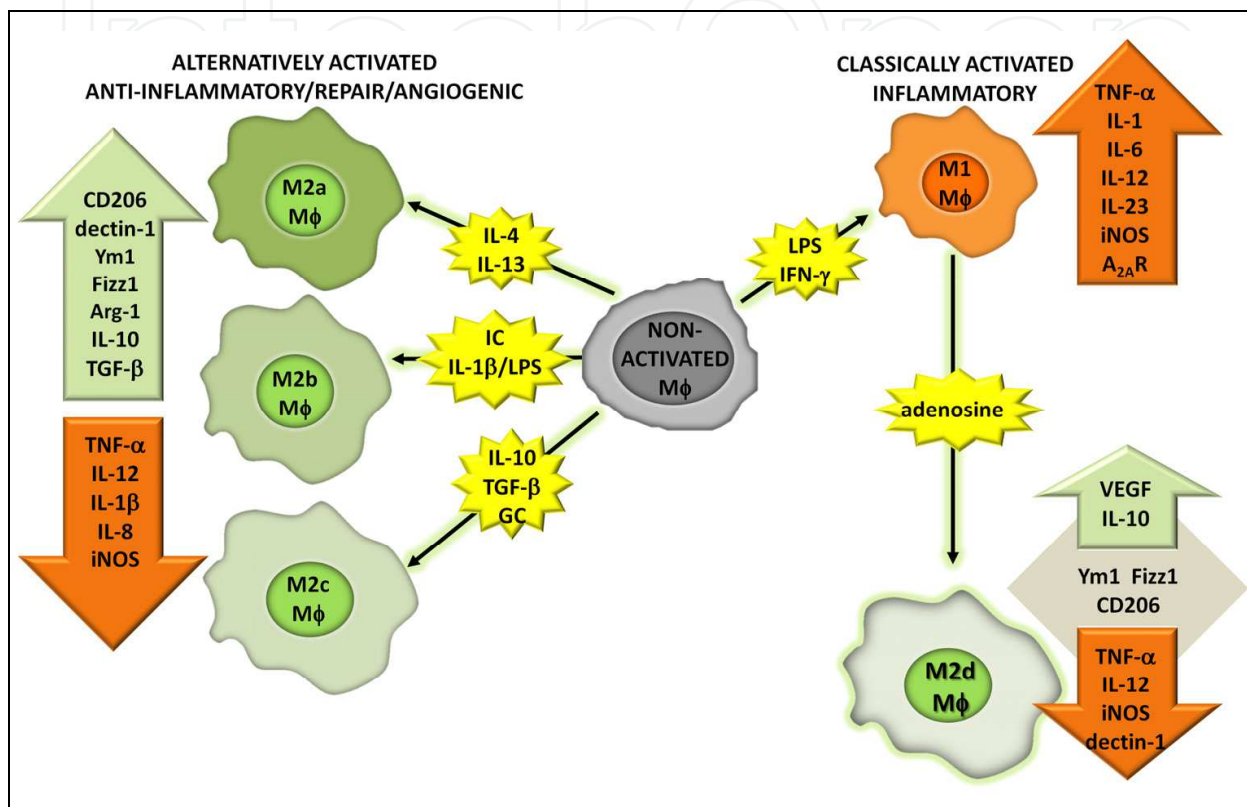 ALTERNATIVELY ACTIVATED
ANTI-INFLAMMATORY/REPAIR/ANGIOGENIC
CD206
dectin-1
Ym1
Fizz1
Arg-1
IL-10
TGF-β
TNF-α
IL-12
IL-1β
IL-8
iNOS
M2a
Mϕ
M2b
Mϕ
M2c
Mϕ
IL-4
IL-13
IC
IL-1β/LPS
IL-10
TGF-β
GC
NON-
ACTIVATED
Mϕ
LPS
IFN-γ
CLASSICALLY ACTIVATED
INFLAMMATORY
M1
Mϕ
TNF-α
IL-1
IL-6
IL-12
IL-23
iNOS
A₂ₐR
adenosine
M2d
Mϕ
VEGF
IL-10
Ym1 Fizz1
CD206
TNF-α
IL-12
iNOS
dectin-1